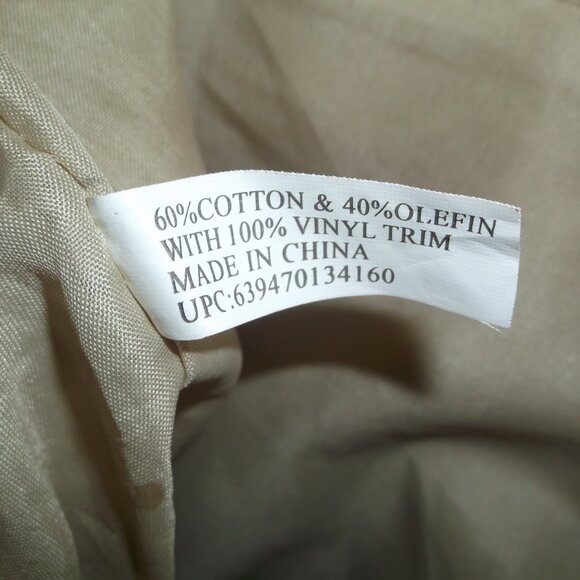 60%COTTON & 40%OLEFIN
WITH 100% VINYL TRIM
MADE IN CHINA
UPC:639470134160